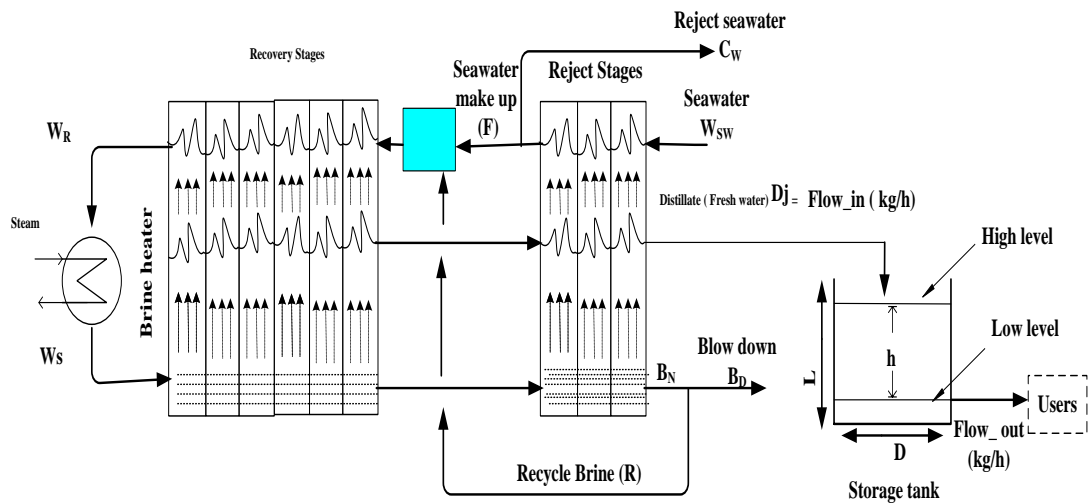 Reject seawater
C_W
Recovery Stages
Seawater
make up
(F)
Reject Stages
Seawater
W_SW
W_R
Distillate ( Fresh water) Dj = Flow_in ( kg/h)
Steam
High level
Brine heater
Low level
Ws
Blow down
B_N
B_D
h
L
Users
D
Flow_ out
(kg/h)
Recycle Brine (R)
Storage tank